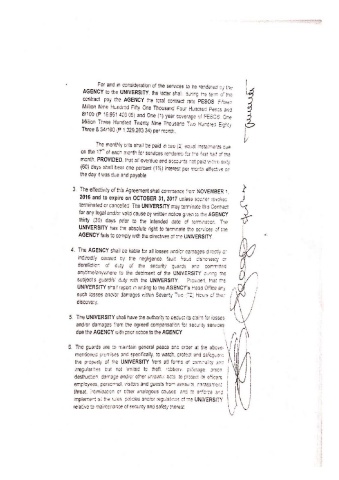 For and in consideration of the services to be rendered by the
AGENCY to the UNIVERSITY, the latter shall, during the term of this
contract, pay the AGENCY the total contract rate PESOS: Fifteen
Million Nine Hundred Fifty One Thousand Four Hundred Pesos and
/100 (P 15,951,400.00) and One (1) year coverage of PESOS: One
Million Three Hundred Twenty Nine Thousand Two Hundred Eighty
Three & 34/100 (P 1,329,283.34) per month.
The monthly bills shall be paid in two (2) equal instalments due
on the of each month for services rendered for the first half of the
month, PROVIDED, that all overdue and accounts not paid within sixty
(60) days shall earn one percent (1%) interest per month effective on
the day it was due and payable.
3. The effectivity of this Agreement shall commence from NOVEMBER 1,
2016 and to expire on OCTOBER 31, 2017 unless sooner
terminated or cancelled. The UNIVERSITY may terminate this Contract
for any legal and/or valid cause by written notice given to the AGENCY
thirty (30) days prior to the intended date of termination. The
UNIVERSITY has the absolute right to terminate the services of the
AGENCY fails to comply with the directives of the UNIVERSITY.
4. The AGENCY shall be liable for all losses and/or damages directly or
indirectly caused by the negligence, fault, fraud, dishonesty or
dereliction of duty of the security guards and committed
anytime/anywhere to the detriment of the UNIVERSITY during the
subject's guards' duty with the UNIVERSITY. Provided, that the
UNIVERSITY shall report in writing to the AGENCY's Head Office any
such losses and/or damages within Seventy Two (72) Hours of their
discovery.
5. The UNIVERSITY shall have the authority to deduct its claim for losses
and/or damages from the agreed compensation for security services
due the AGENCY with prior notice to the AGENCY.
6. The guards are to maintain general peace and order at the above-
mentioned premises and specifically, to watch, protect and safeguard
the property of the UNIVERSITY from all forms of criminality and
irregularities but not limited to theft, robbery, pilferage, arson,
destruction, damage and/or other unlawful acts, to protect its officers,
employees, personnel, visitors and guests from assaults, harassment,
threat, intimidation or other analogous causes, and to enforce and
implement all the rules, policies and/or regulations of the UNIVERSITY
relative to maintenance of security and safety thereat.